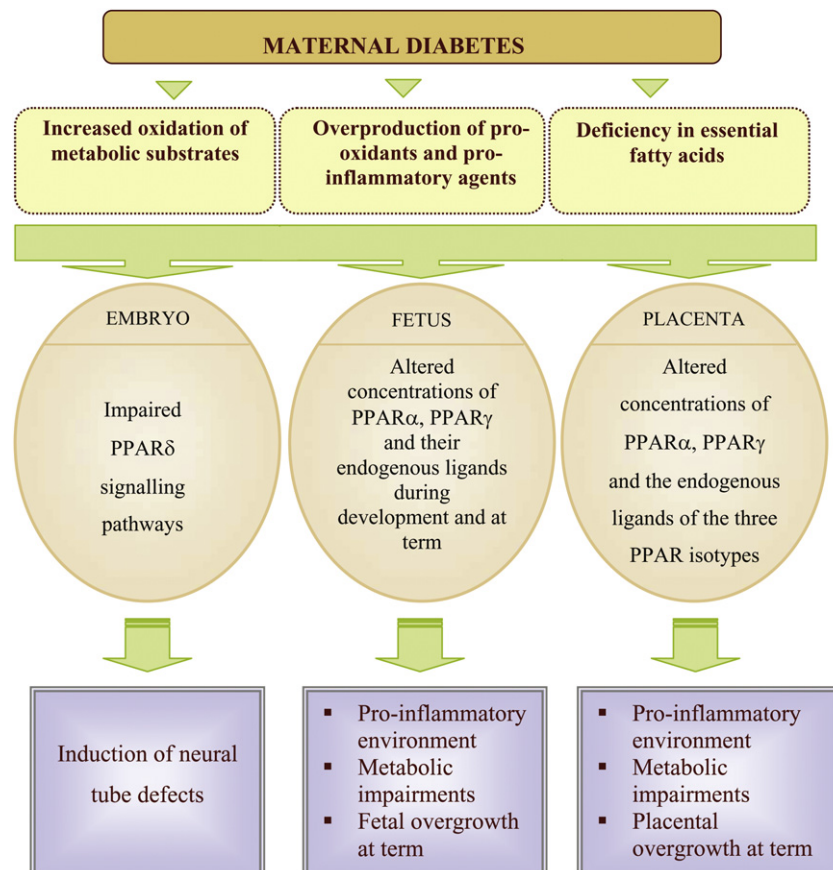 MATERNAL DIABETES
Increased oxidation of
metabolic substrates
Overproduction of pro-
oxidants and pro-
inflammatory agents
Deficiency in essential
fatty acids
EMBRYO
Impaired
PPARδ
signalling
pathways
FETUS
Altered
concentrations of
PPARα, PPARγ
and their
endogenous ligands
during
development and at
term
PLACENTA
Altered
concentrations of
PPARα, PPARγ
and the endogenous
ligands of the three
PPAR isotypes
Induction of neural
tube defects
▪ Pro-inflammatory
environment
▪ Metabolic
impairments
▪ Fetal overgrowth
at term
▪ Pro-inflammatory
environment
▪ Metabolic
impairments
▪ Placental
overgrowth at term